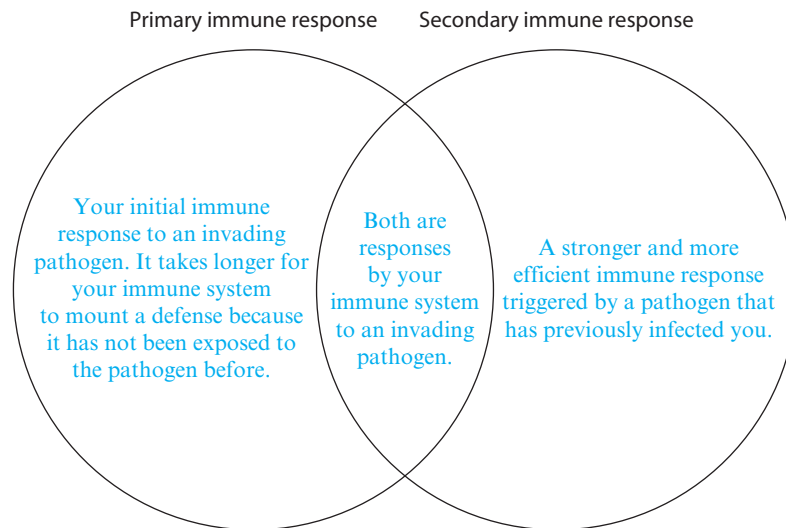 Primary immune response
Secondary immune response
Your initial immune
response to an invading
pathogen. It takes longer for
your immune system
to mount a defense because
it has not been exposed to
the pathogen before.
Both are
responses
by your
immune system
to an invading
pathogen.
A stronger and more
efficient immune response
triggered by a pathogen that
has previously infected you.